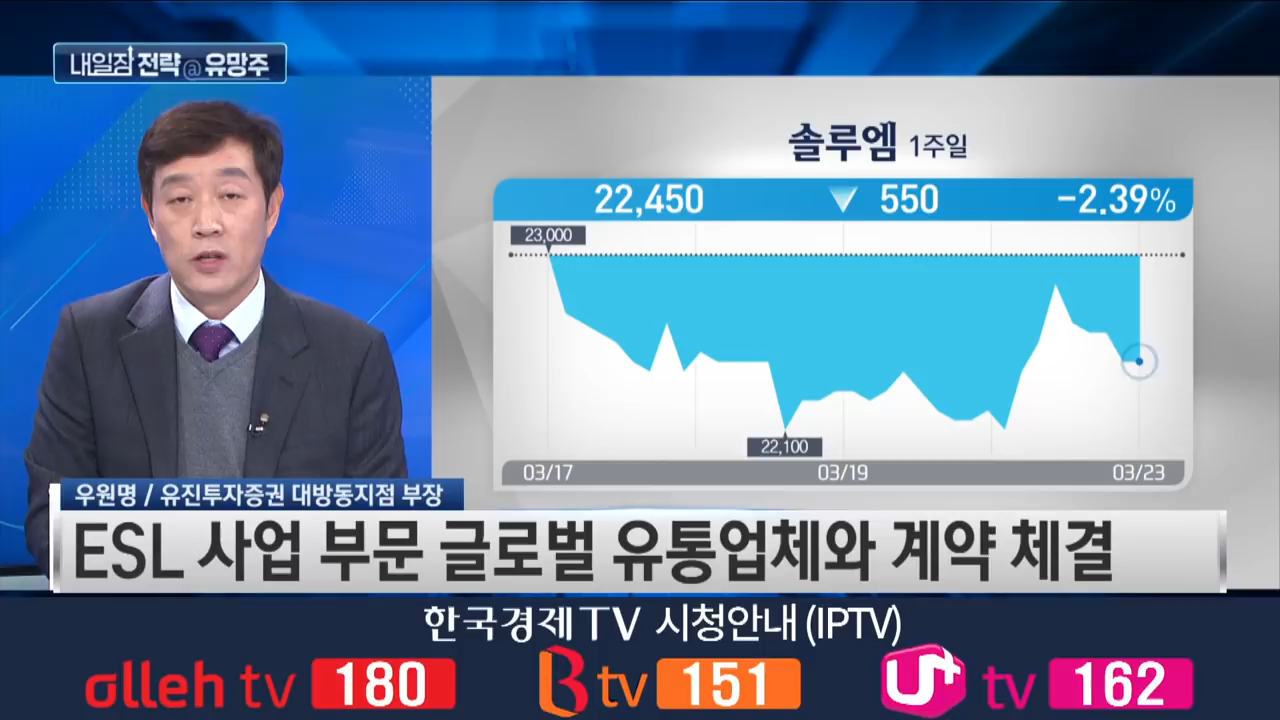 내일장 전략@유망주
솔루엠 1주일
22,450 ▼ 550 -2.39%
23,000
22,100
03/17 03/19 03/23
우원명 / 유진투자증권 대방동지점 부장
ESL 사업 부문 글로벌 유통업체와 계약 체결
한국경제TV 시청안내 (IPTV)
olleh tv 180 B tv 151 U+ tv 162